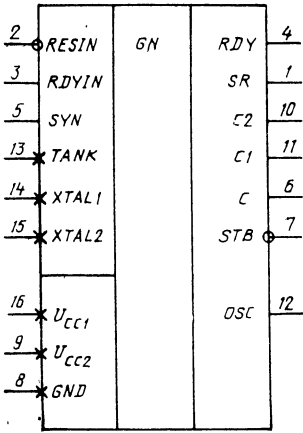 2 RESIN GN RDY 4
3 RDYIN SR 1
5 SYN C2 10
13 TANK C1 11
14 XTAL1 C 6
15 XTAL2 STB 7
16 UCC1 OSC 12
9 UCC2
8 GND